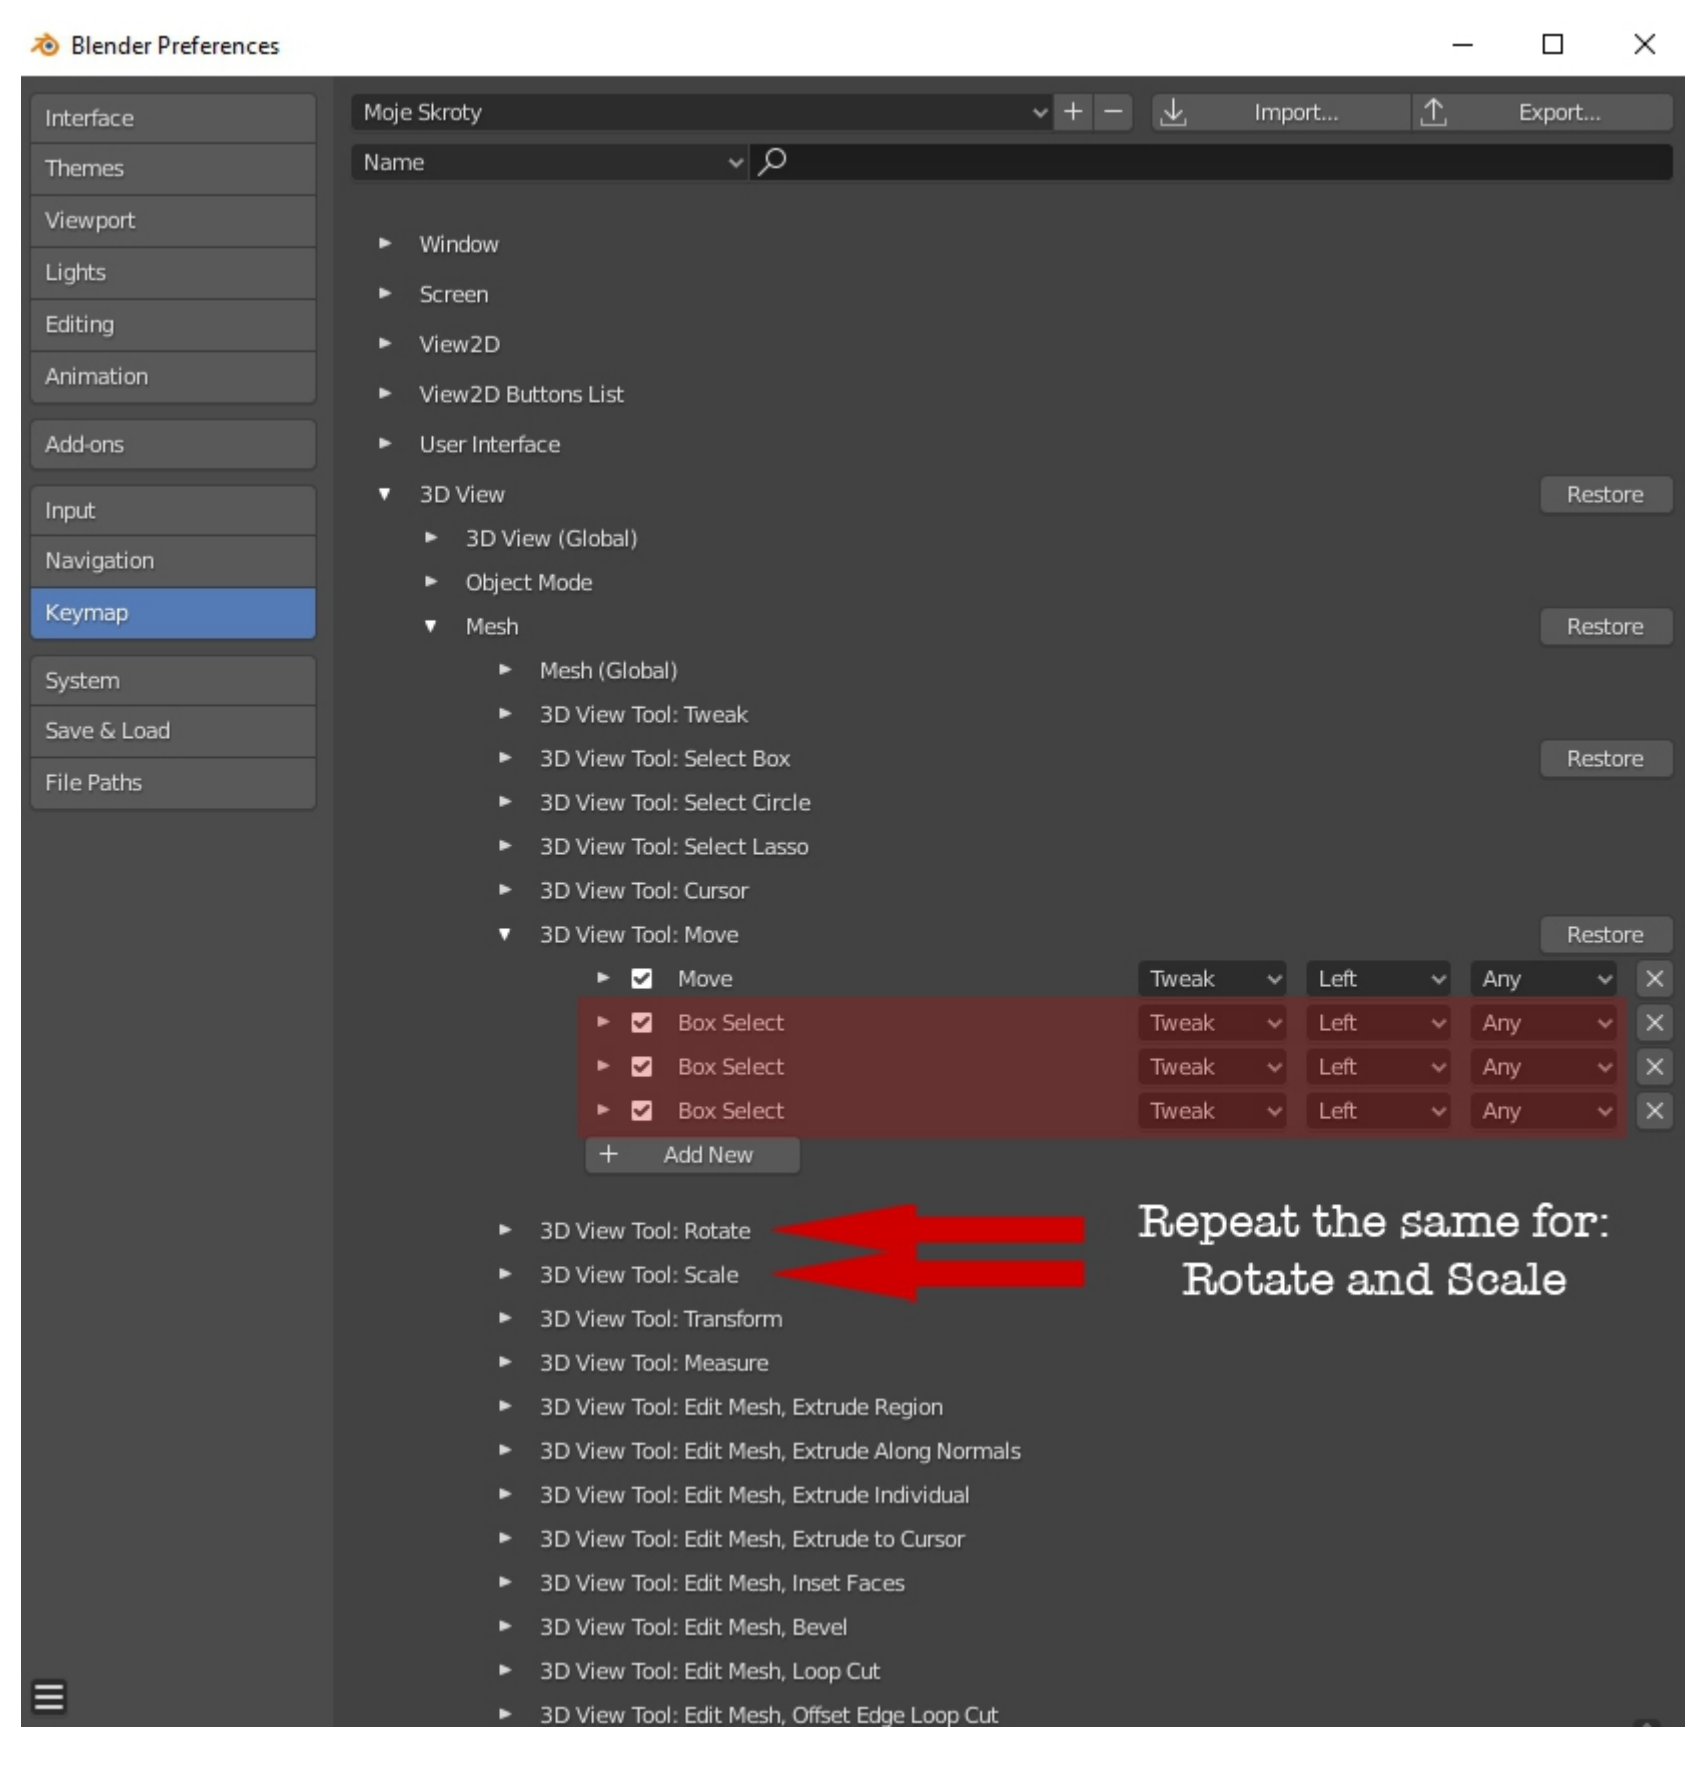 Blender Preferences
Interface
Themes
Viewport
Lights
Editing
Animation
Add-ons
Input
Navigation
Keymap
System
Save & Load
File Paths
Moje Skroty
Import...
Export...
Name
Window
Screen
View2D
View2D Buttons List
User Interface
3D View Restore
3D View (Global)
Object Mode
Mesh Restore
Mesh (Global)
3D View Tool: Tweak
3D View Tool: Select Box Restore
3D View Tool: Select Circle
3D View Tool: Select Lasso
3D View Tool: Cursor
3D View Tool: Move Restore
Move Tweak Left Any
Box Select Tweak Left Any
Box Select Tweak Left Any
Box Select Tweak Left Any
Add New
3D View Tool: Rotate
3D View Tool: Scale
Repeat the same for:
Rotate and Scale
3D View Tool: Transform
3D View Tool: Measure
3D View Tool: Edit Mesh, Extrude Region
3D View Tool: Edit Mesh, Extrude Along Normals
3D View Tool: Edit Mesh, Extrude Individual
3D View Tool: Edit Mesh, Extrude to Cursor
3D View Tool: Edit Mesh, Inset Faces
3D View Tool: Edit Mesh, Bevel
3D View Tool: Edit Mesh, Loop Cut
3D View Tool: Edit Mesh, Offset Edge Loop Cut